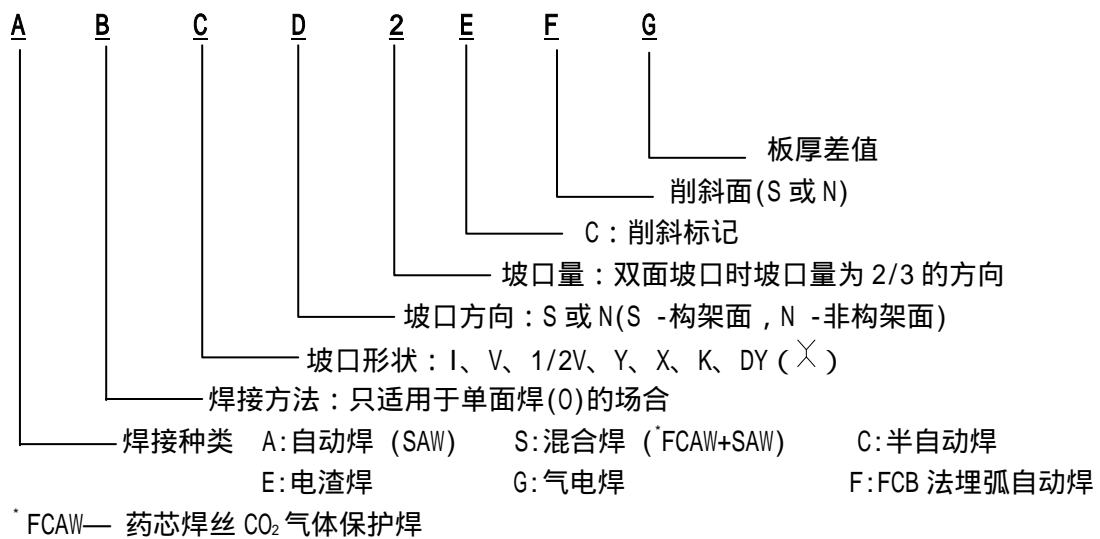 A B C D 2 E F G
板厚差值
削斜面(S 或 N)
C：削斜标记
坡口量：双面坡口时坡口量为 2/3 的方向
坡口方向：S 或 N(S -构架面，N -非构架面)
坡口形状：I、V、1/2V、Y、X、K、DY（ ）
焊接方法：只适用于单面焊(O)的场合
焊接种类 A:自动焊 (SAW) S:混合焊 (*FCAW+SAW) C:半自动焊
E:电渣焊 G:气电焊 F:FCB 法埋弧自动焊
* FCAW— 药芯焊丝 CO₂ 气体保护焊